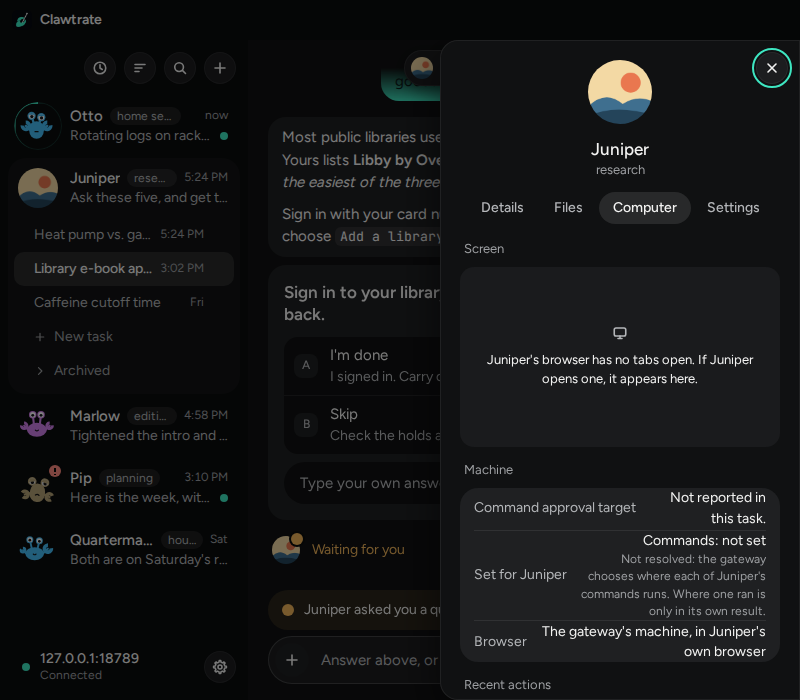 Clawtrate
Otto home se... now
Rotating logs on rack...
Juniper rese... 5:24 PM
Ask these five, and get t...
Heat pump vs. ga... 5:24 PM
Library e-book ap... 3:02 PM
Caffeine cutoff time Fri
+ New task
Archived
Marlow editi... 4:58 PM
Tightened the intro and ...
Pip planning 3:10 PM
Here is the week, wit...
Quarterma... hou... Sat
Both are on Saturday's r...
127.0.0.1:18789
Connected
Most public libraries use
Yours lists Libby by Ove
the easiest of the three
Sign in with your card n
choose Add a library
Sign in to your librar
back.
A I'm done
I signed in. Carry
B Skip
Check the holds a
Type your own answ
Waiting for you
Juniper asked you a qu
Answer above, or
Juniper
research
Details Files Computer Settings
Screen
Juniper's browser has no tabs open. If Juniper
opens one, it appears here.
Machine
Command approval target Not reported in
this task.
Set for Juniper Commands: not set
Not resolved: the gateway
chooses where each of Juniper's
commands runs. Where one ran is
only in its own result.
Browser The gateway's machine, in Juniper's
own browser
Recent actions